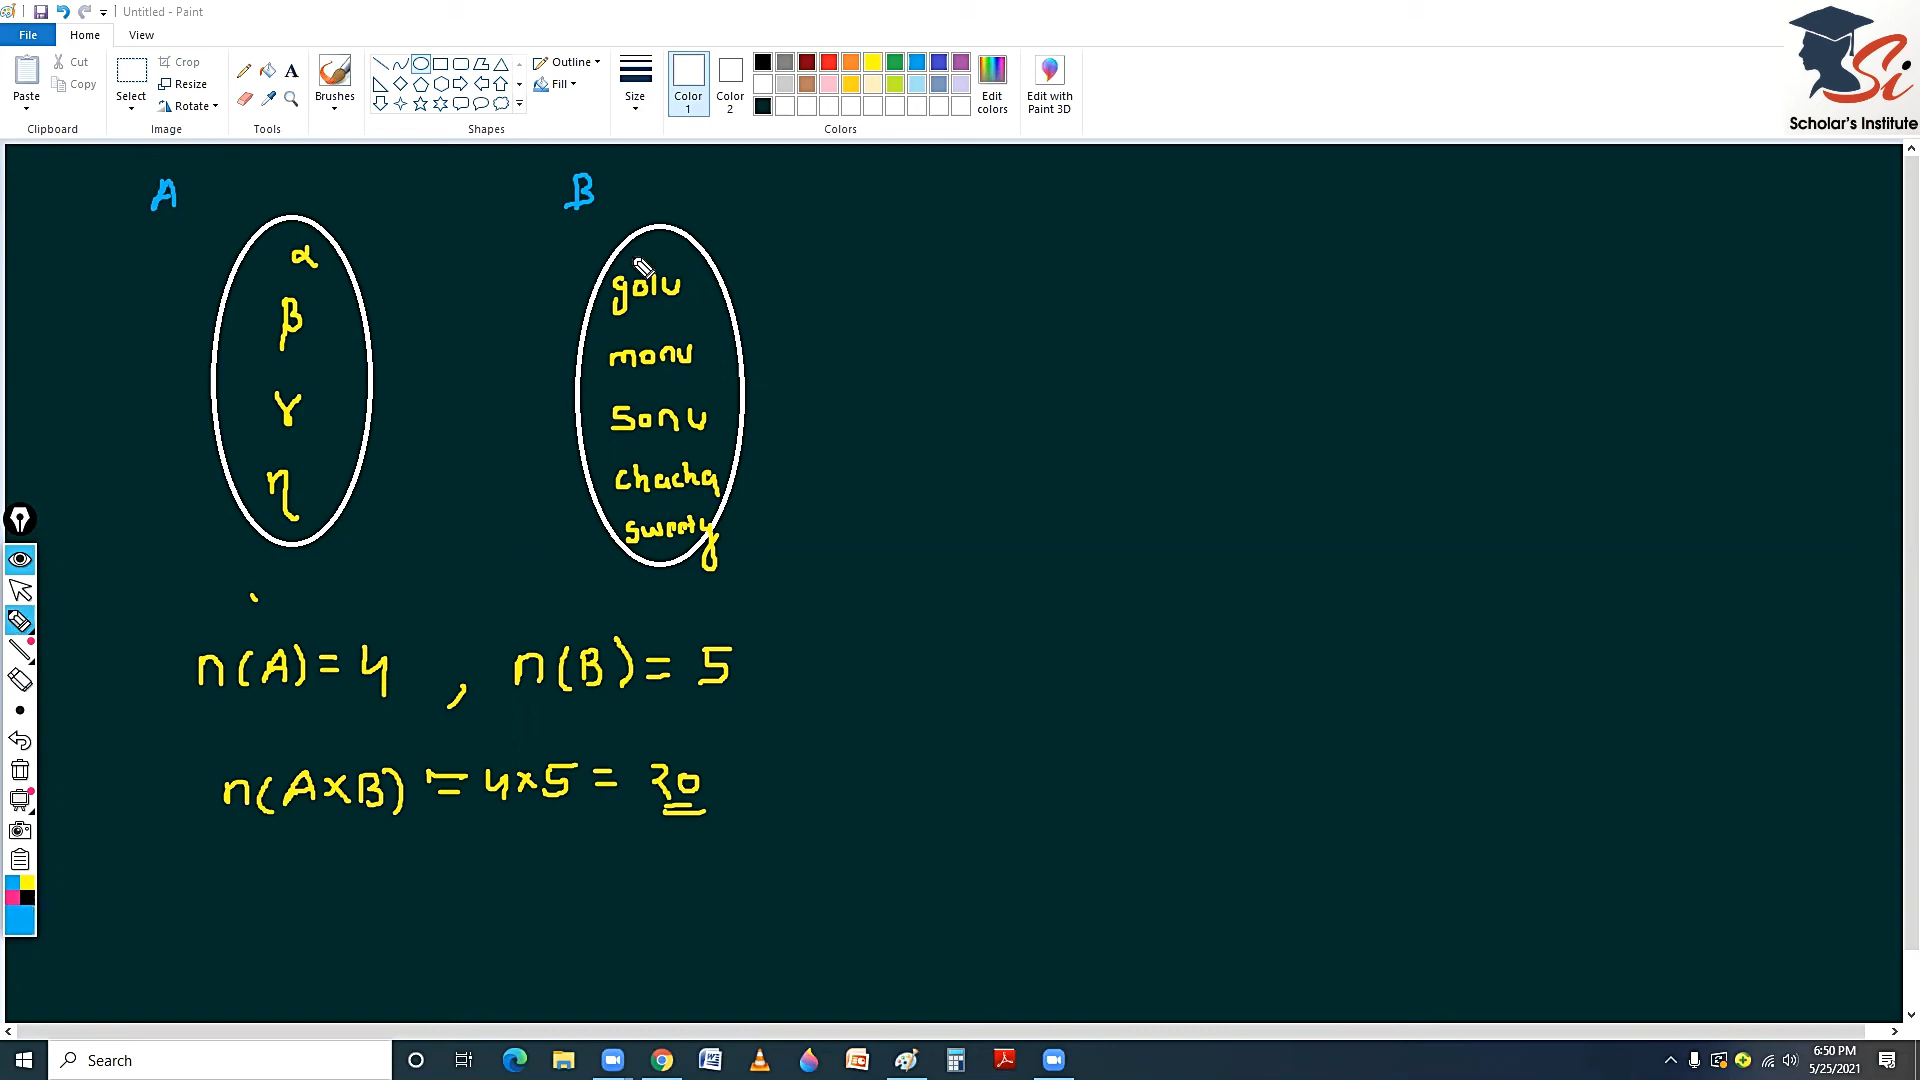 Untitled - Paint
File Home View
Paste Cut Copy Clipboard
Select Crop Resize Rotate Image
Tools
Brushes
Outline Fill Shapes
Size
Color 1 Color 2 Edit colors Colors
Edit with Paint 3D
Si
Scholar's Institute
A B
α
β
γ
η
golu
monu
sonu
chacha
sweety
n(A)=4 , n(B)= 5
n(A×B) = 4×5 = 20
Search
6:50 PM
5/25/2021